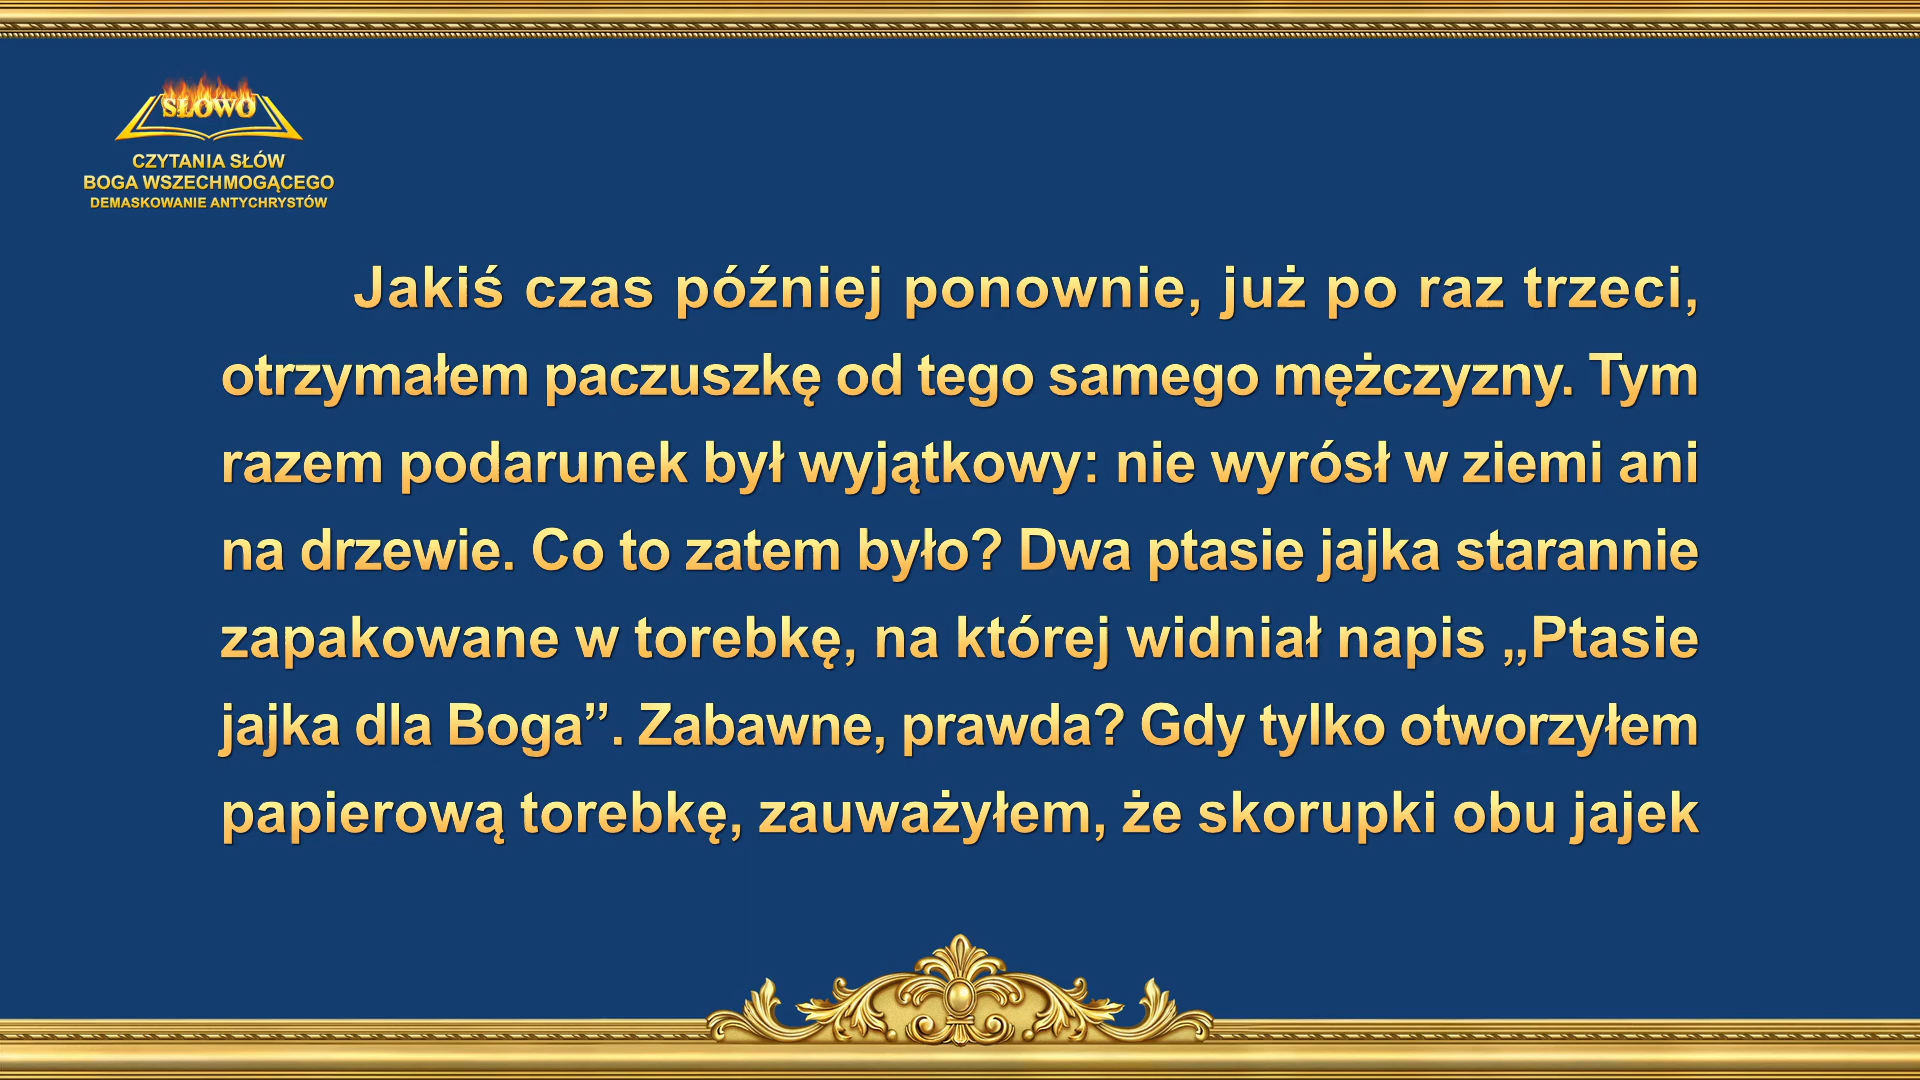 SŁOWO
CZYTANIA SŁÓW
BOGA WSZECHMOGĄCEGO
DEMASKOWANIE ANTYCHRYSTÓW
Jakiś czas później ponownie, już po raz trzeci,
otrzymałem paczuszkę od tego samego mężczyzny. Tym
razem podarunek był wyjątkowy: nie wyrósł w ziemi ani
na drzewie. Co to zatem było? Dwa ptasie jajka starannie
zapakowane w torebkę, na której widniał napis „Ptasie
jajka dla Boga”. Zabawne, prawda? Gdy tylko otworzyłem
papierową torebkę, zauważyłem, że skorupki obu jajek